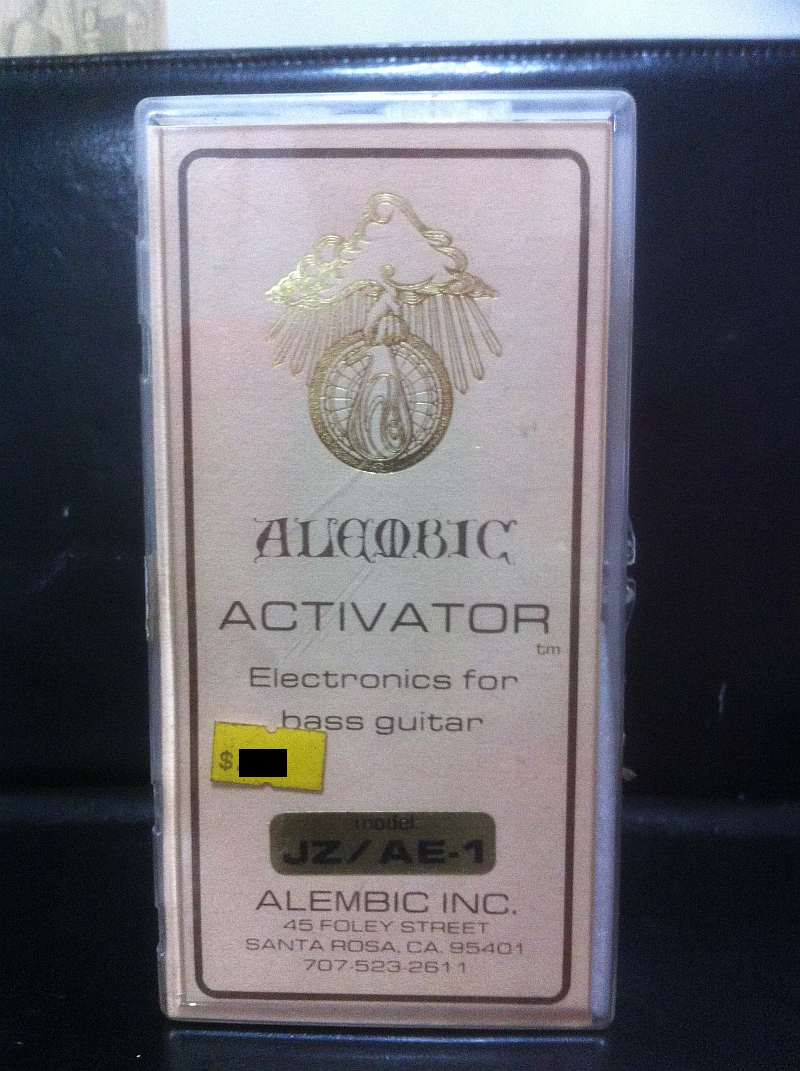 ALEMBIC
ACTIVATOR
tm
Electronics for
bass guitar
$
model
JZ/AE-1
ALEMBIC INC.
45 FOLEY STREET
SANTA ROSA, CA. 95401
707-523-2611